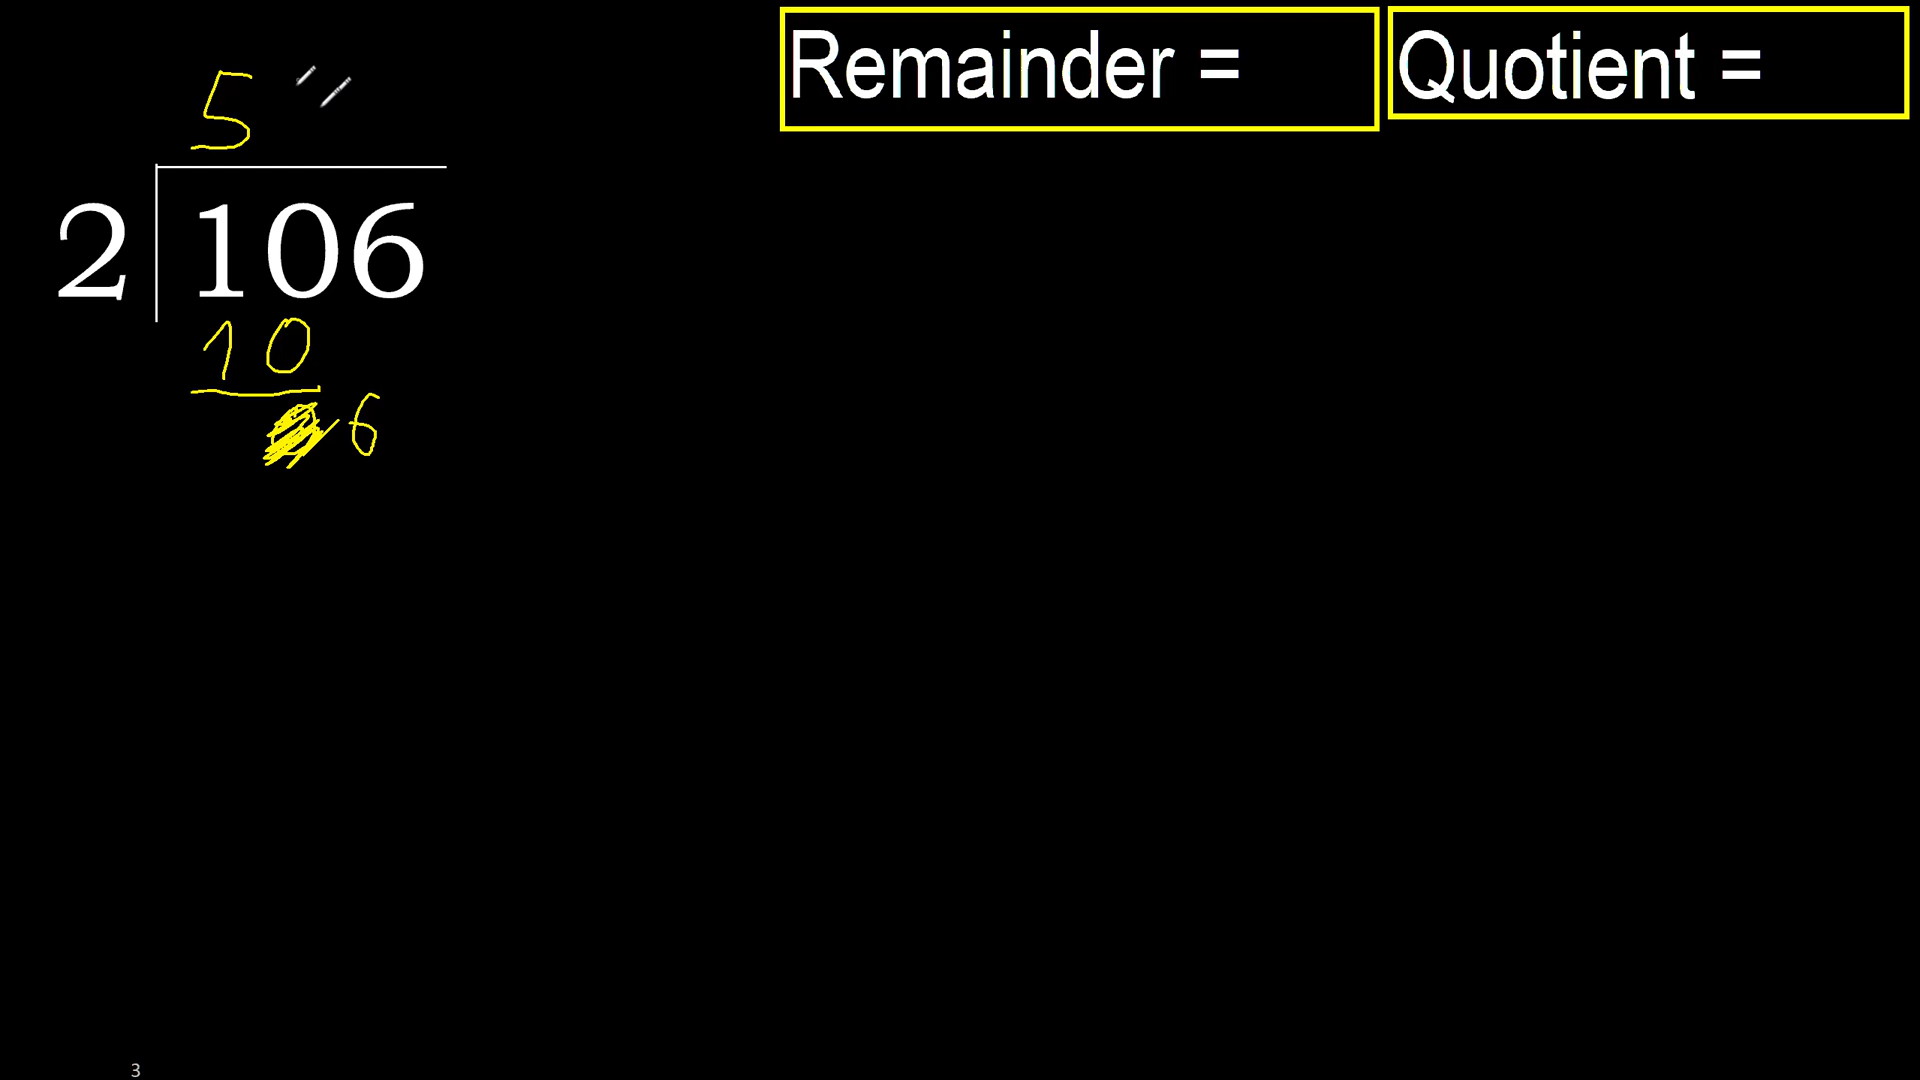 Remainder =
Quotient =
5
2 106
10
6
3